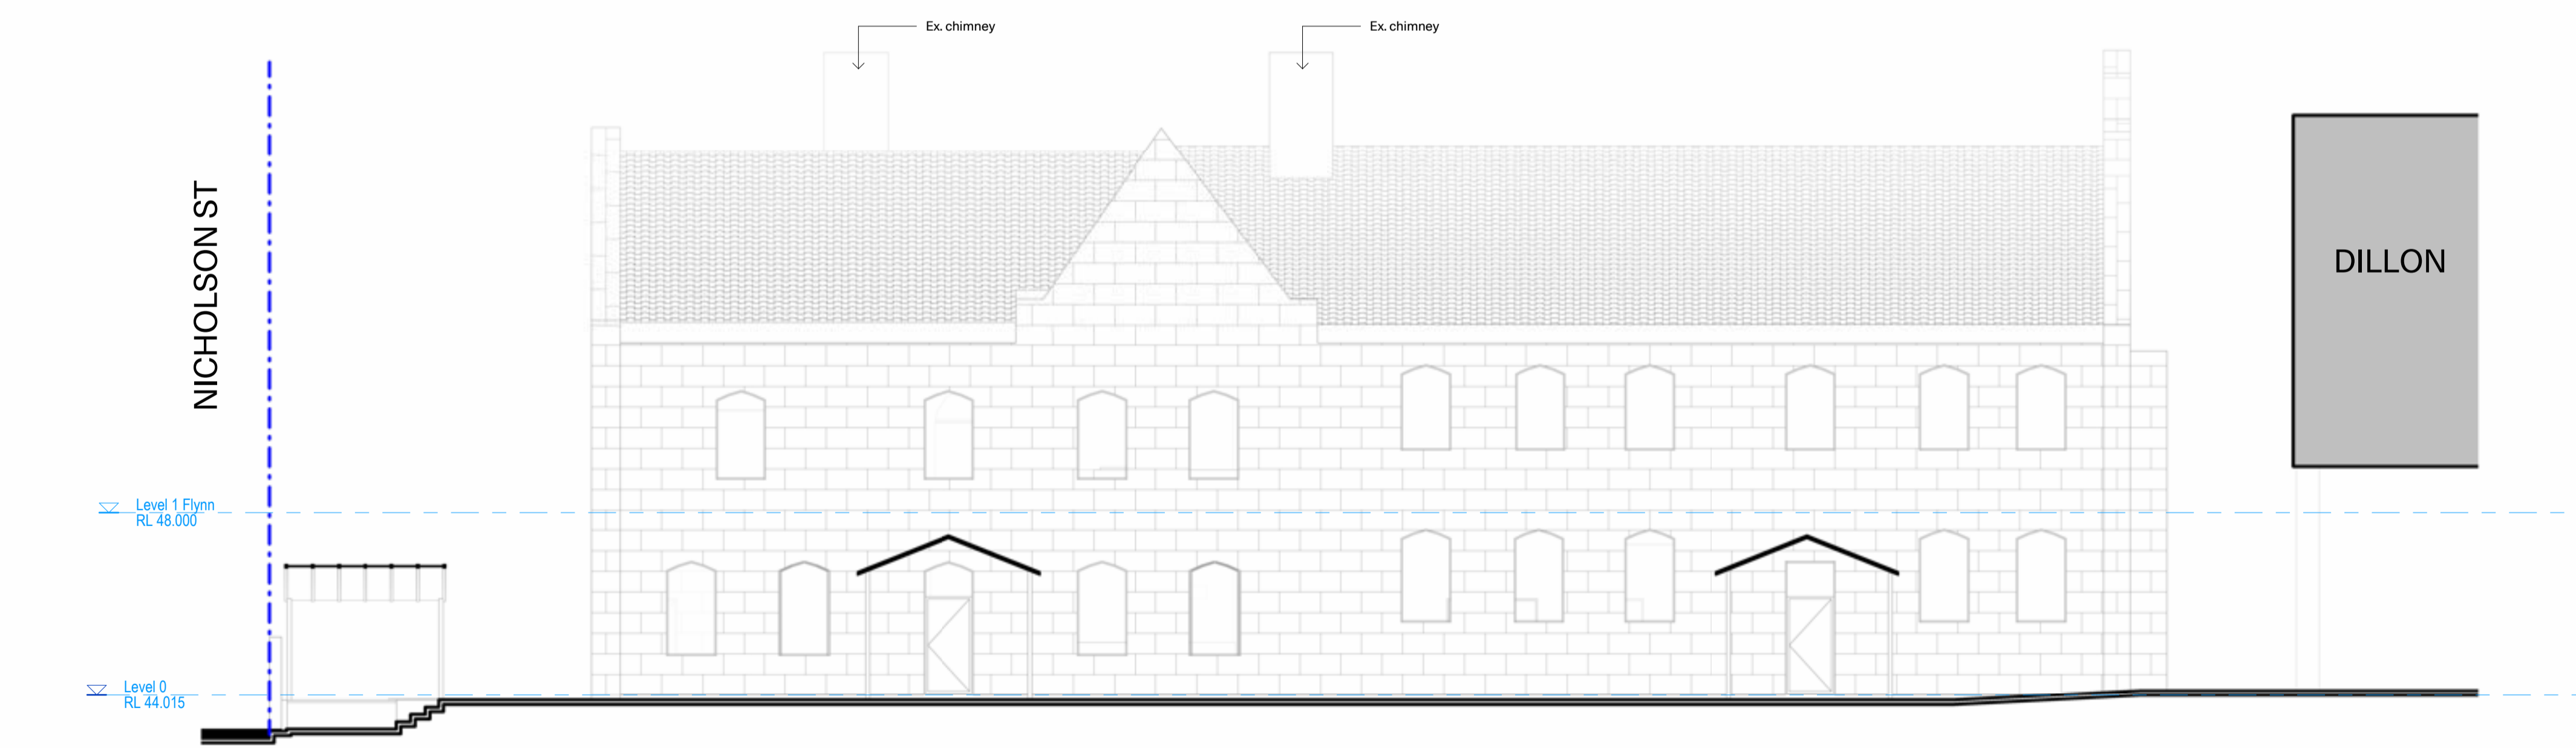 Ex. chimney
Ex. chimney
NICHOLSON ST
DILLON
Level 1 Flynn
RL 48.000
Level 0
RL 44.015